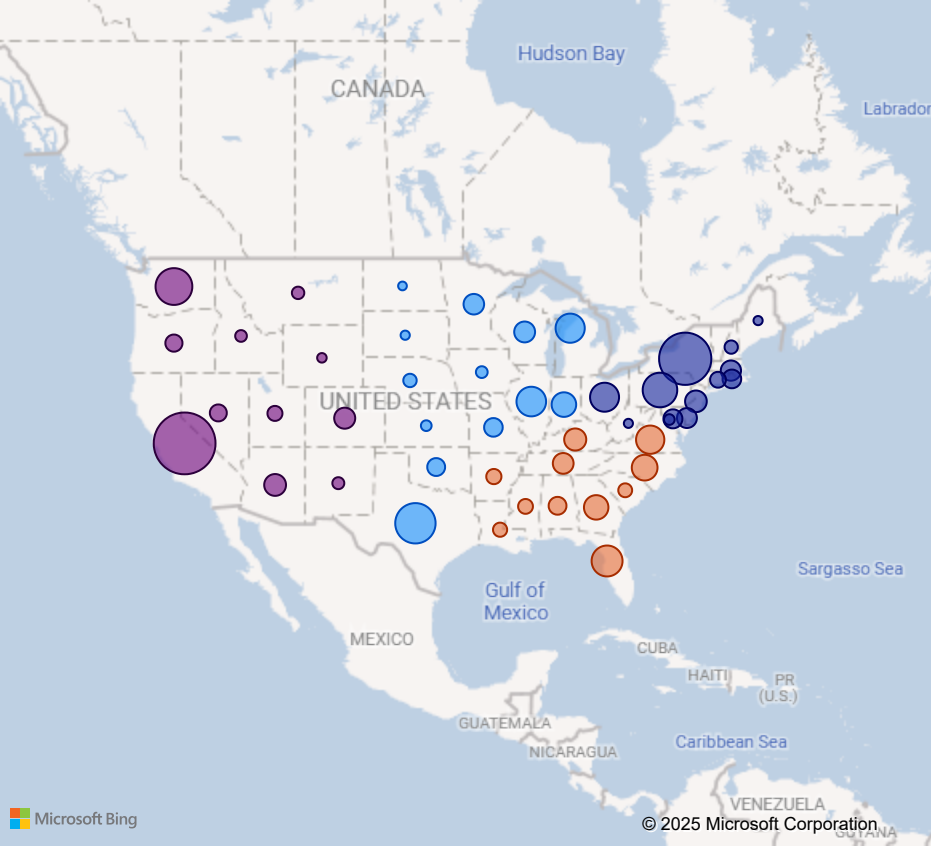 Hudson Bay
CANADA
Labrador
UNITED STATES
Sargasso Sea
Gulf of
Mexico
MEXICO
CUBA
HAITI
PR
(U.S.)
GUATEMALA
NICARAGUA
Caribbean Sea
VENEZUELA
Microsoft Bing
© 2025 Microsoft Corporation
GUYANA